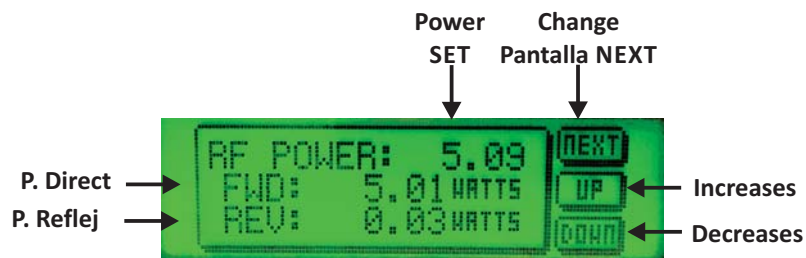 Power SET
Change Pantalla NEXT
RF POWER: 5.09
NEXT
P. Direct
FWD: 5.01 WATTS
UP
Increases
P. Reflej
REV: 0.03 WATTS
DOWN
Decreases